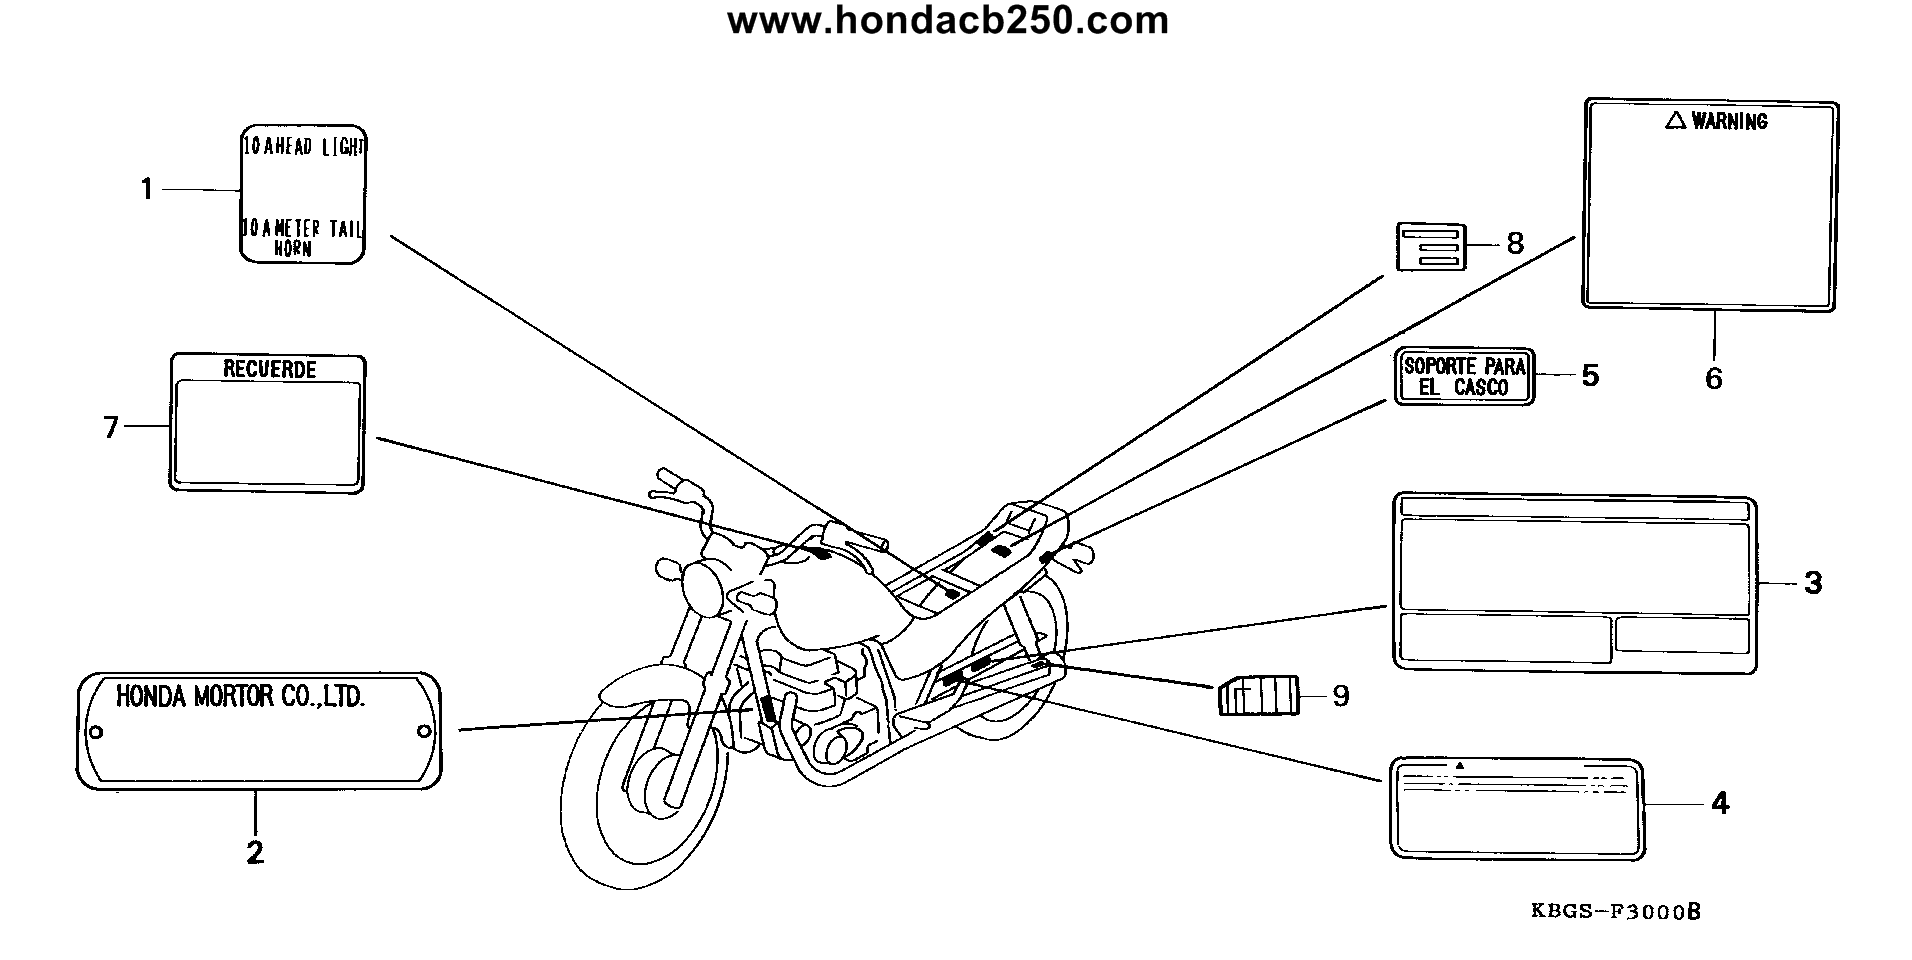 www.hondacb250.com
10A HEAD LIGHT
10A METER TAIL
HORN
1
RECUERDE
7
HONDA MORTOR CO.,LTD.
2
8
⚠ WARNING
6
SOPORTE PARA
EL CASCO
5
3
9
4
KBGS-F3000B